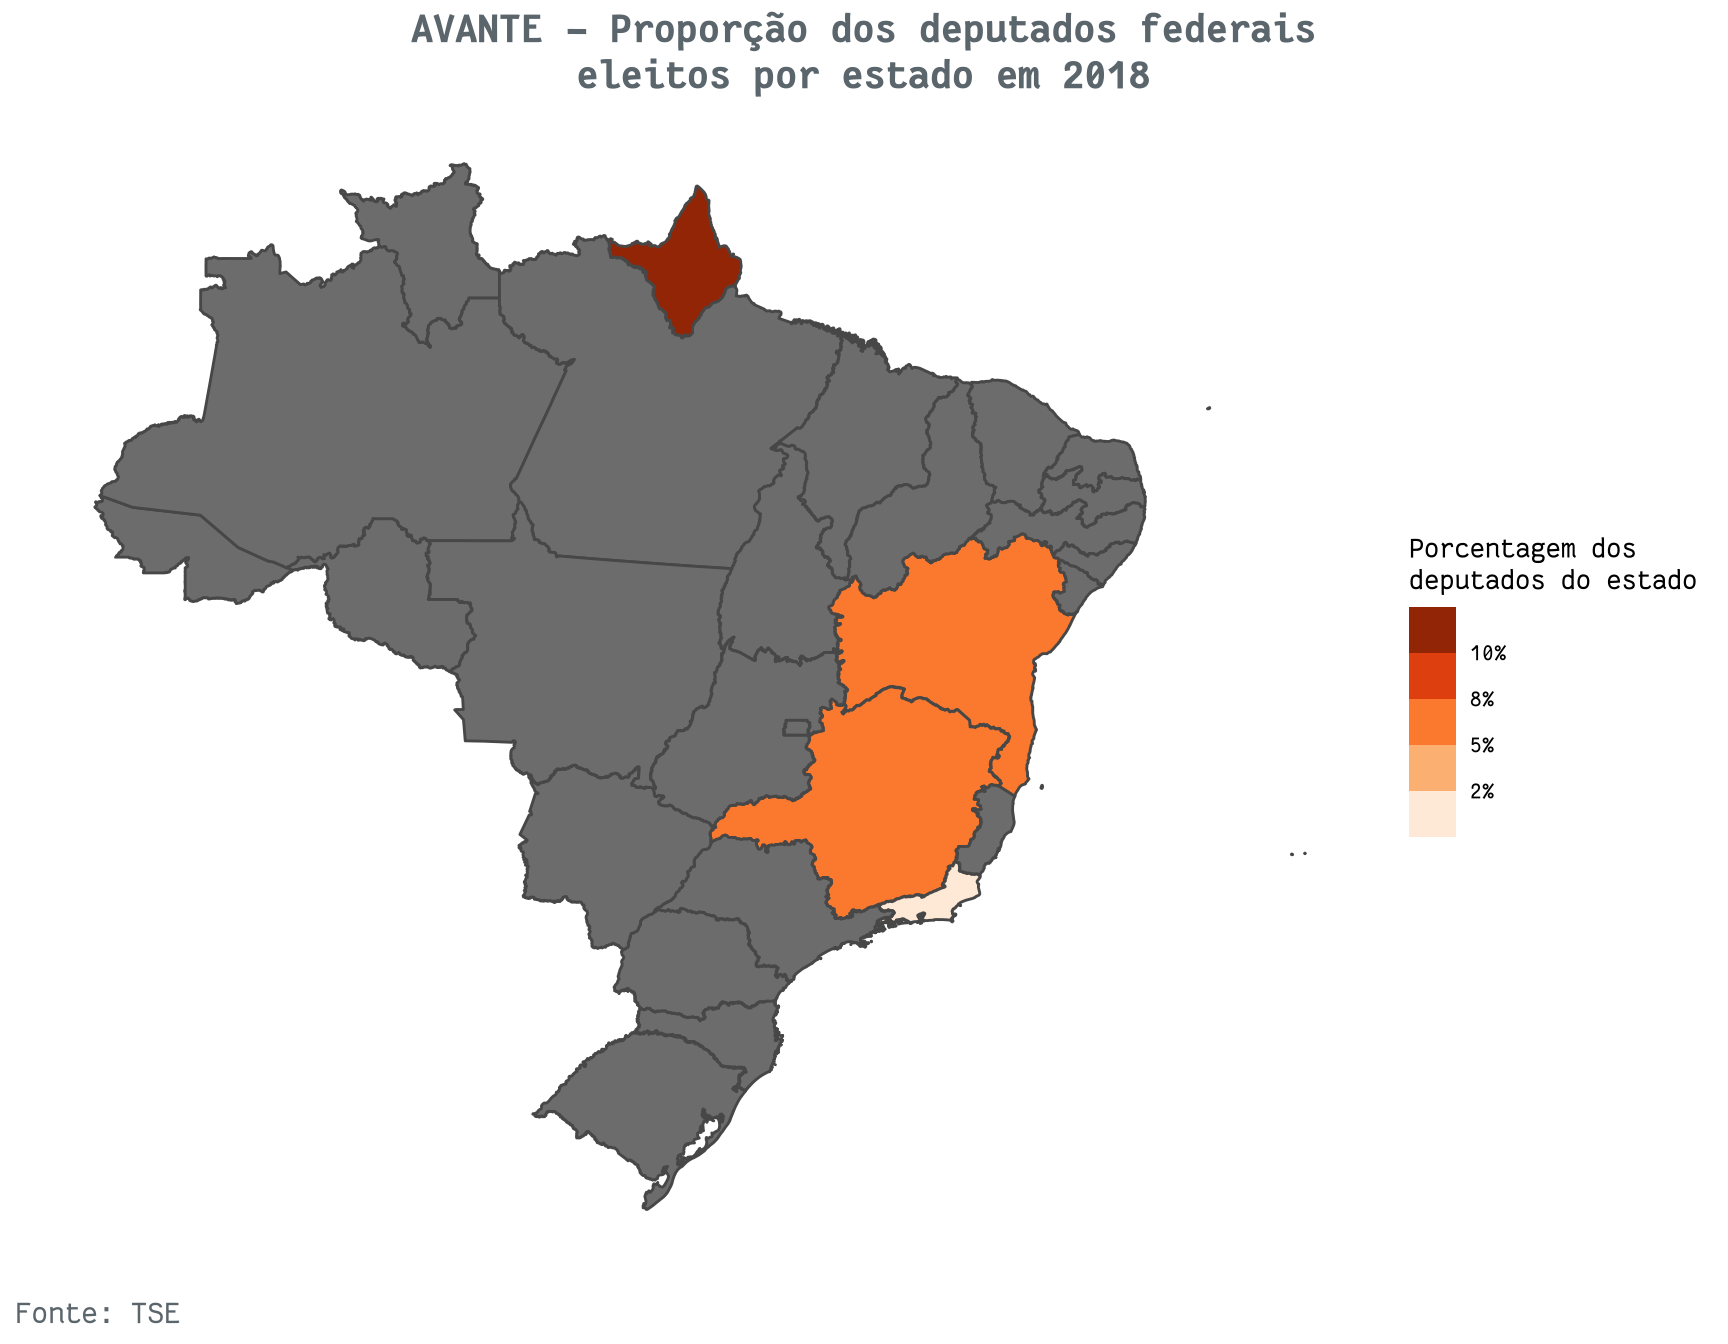 AVANTE – Proporção dos deputados federais
eleitos por estado em 2018
Porcentagem dos
deputados do estado
10%
8%
5%
2%
Fonte: TSE